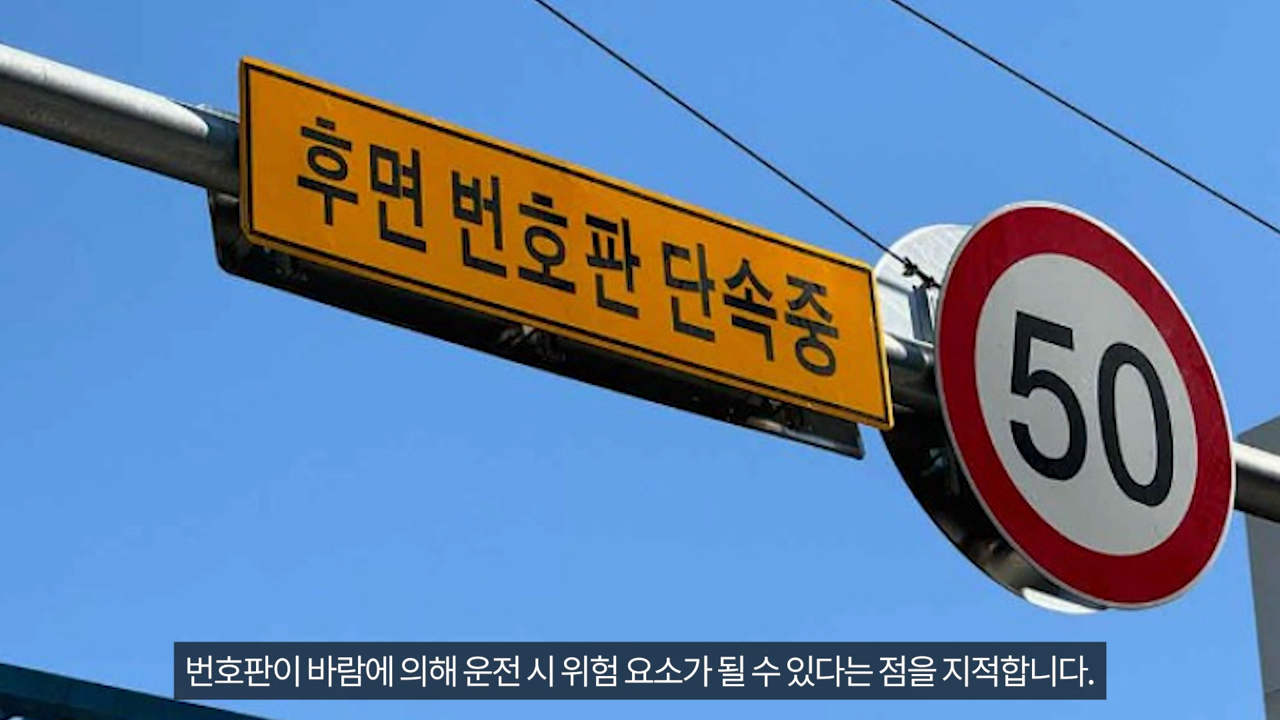 후면 번호판 단속중
50
번호판이 바람에 의해 운전 시 위험 요소가 될 수 있다는 점을 지적합니다.